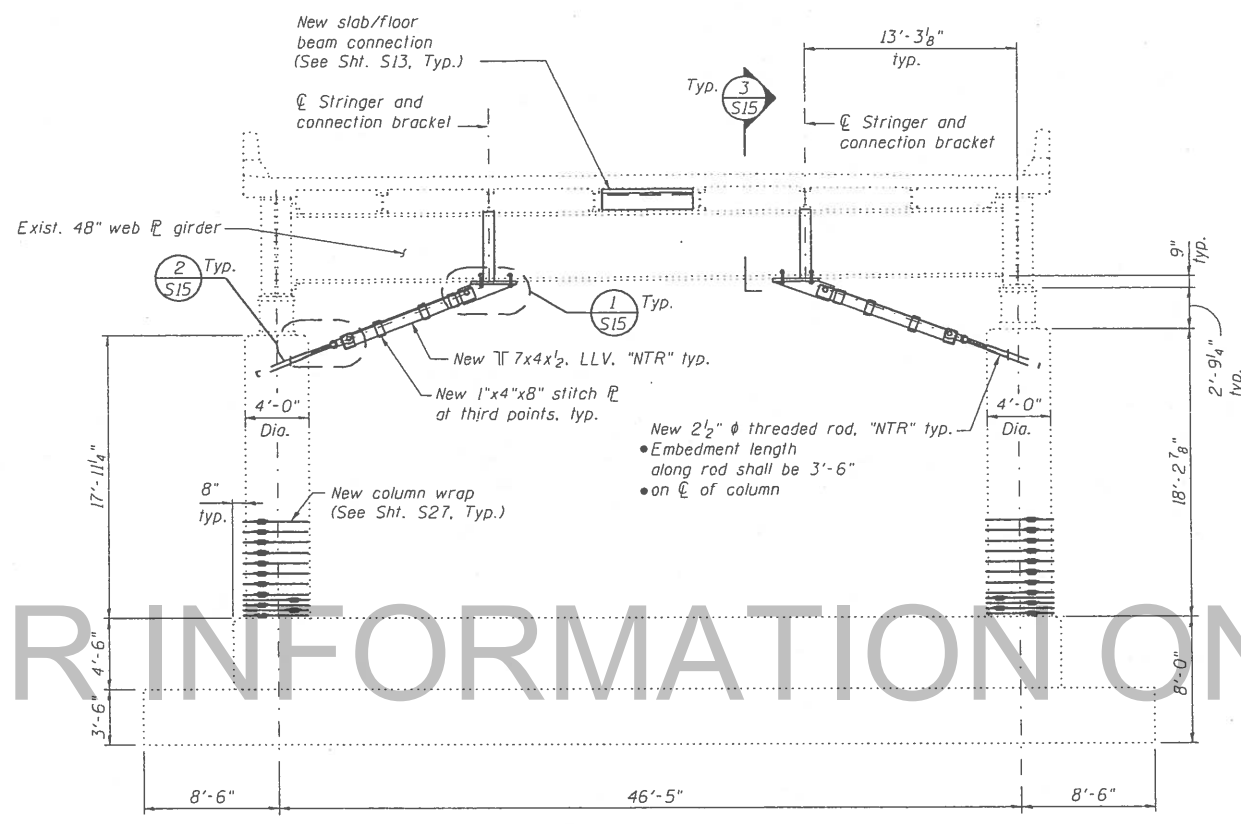 New slab/floor
beam connection
(See Sht. S13, Typ.)
13'-3 1/8"
typ.
Typ.
3
S15
℄ Stringer and
connection bracket
℄ Stringer and
connection bracket
Exist. 48" web ℙ girder
2
S15
Typ.
9"
typ.
1
S15
Typ.
New ╥ 7x4x1/2, LLV, "NTR" typ.
New 1"x4"x8" stitch ℙ
at third points, typ.
2'-9 1/4"
typ.
4'-0"
Dia.
4'-0"
Dia.
New 2 1/2" ϕ threaded rod, "NTR" typ.
• Embedment length
along rod shall be 3'-6"
• on ℄ of column
17'-11 1/4"
18'-2 7/8"
8"
typ.
New column wrap
(See Sht. S27, Typ.)
R INFORMATION ON
4'-6"
3'-6"
8'-0"
8'-6"
46'-5"
8'-6"